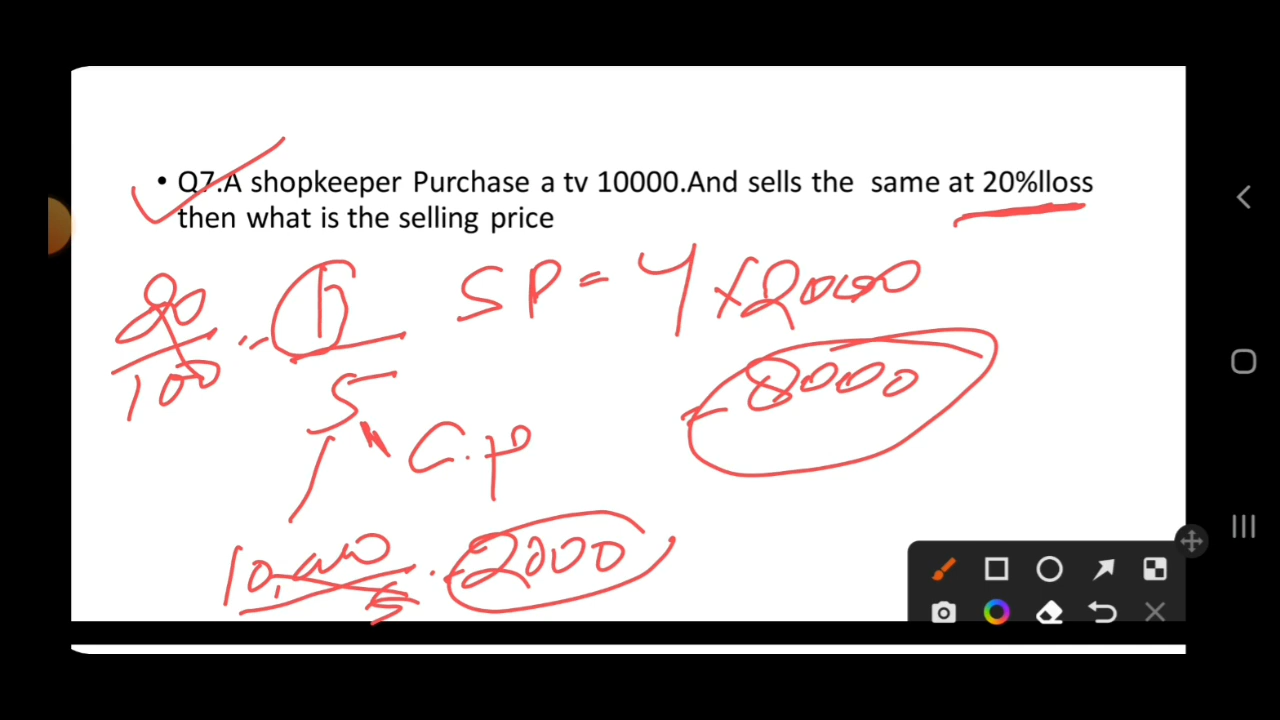 • Q7.A shopkeeper Purchase a tv 10000.And sells the same at 20%lloss
then what is the selling price
20/100 = 1/5
SP = 4 x 2000
= 8000
C.P
10,000/5 = 2000